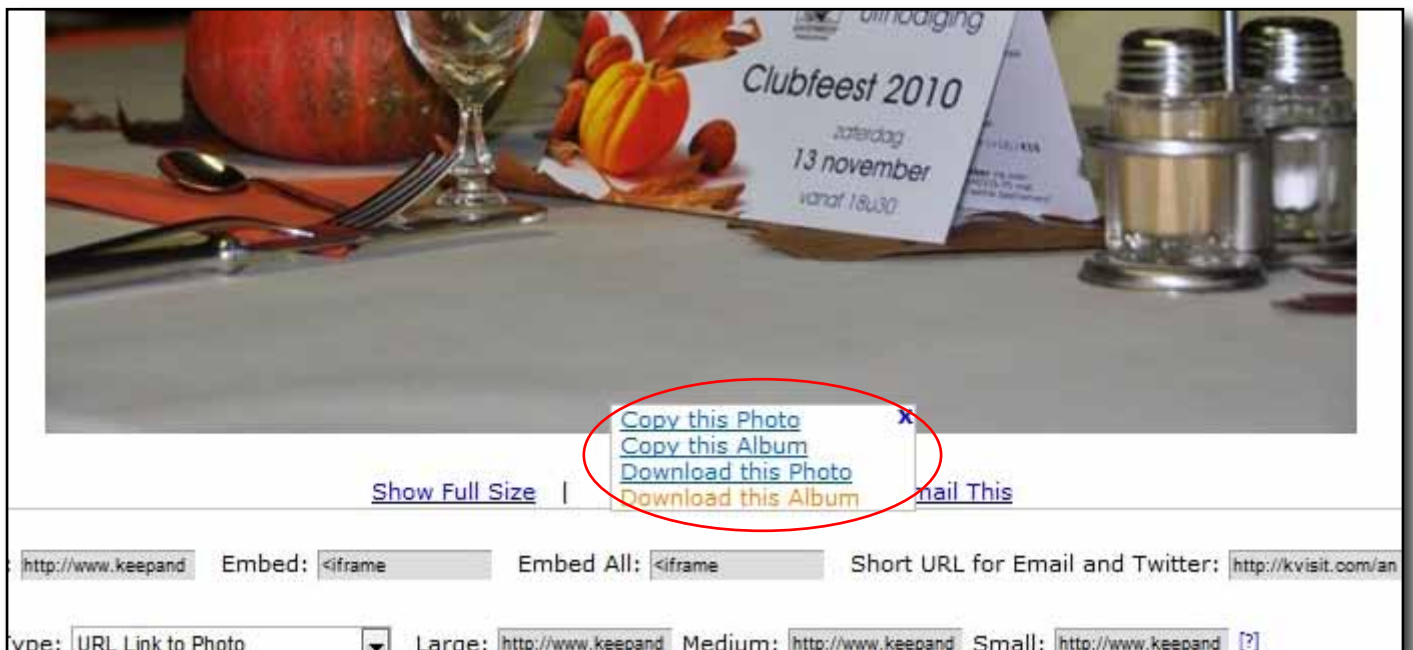 uitnodiging
Clubfeest 2010
zaterdag
13 november
vanaf 18u30
Copy this Photo
X
Copy this Album
Download this Photo
Download this Album
Show Full Size |
mail This
: http://www.keepand Embed: <iframe Embed All: <iframe Short URL for Email and Twitter: http://kvisit.com/an
Type: URL Link to Photo Large: http://www.keepand Medium: http://www.keepand Small: http://www.keepand [?]